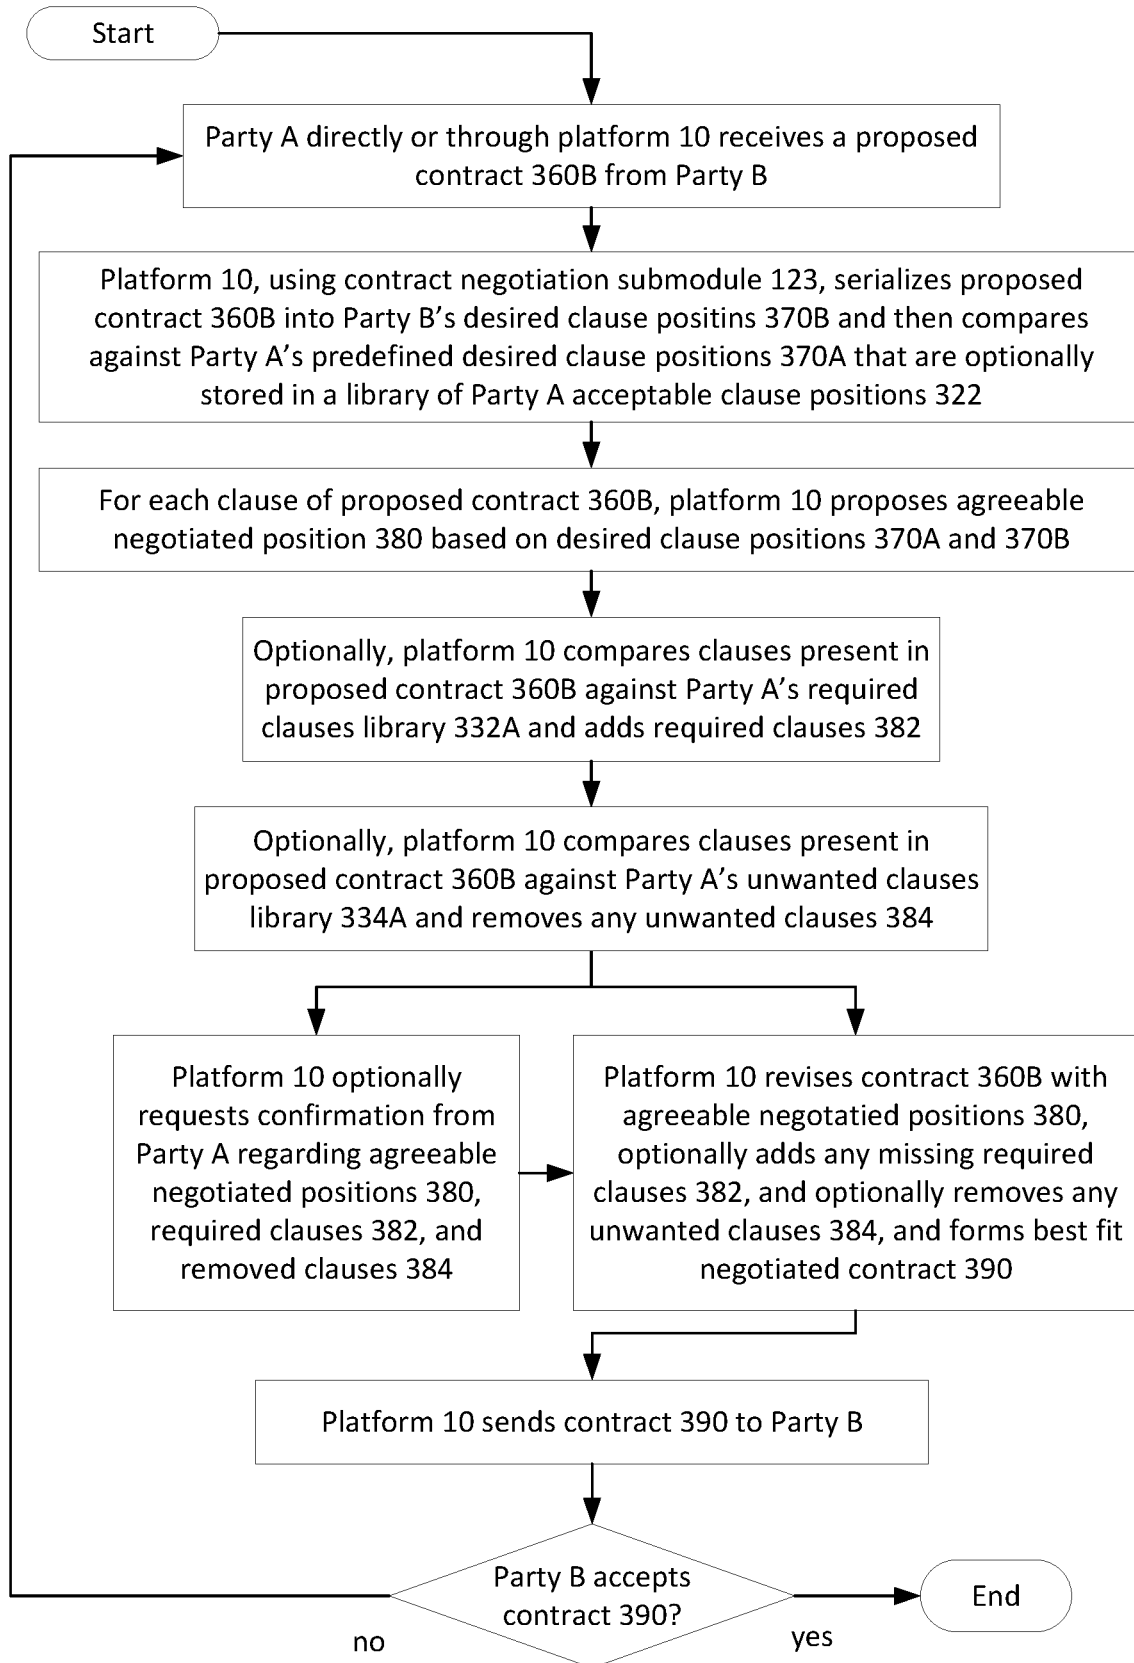 Start
Party A directly or through platform 10 receives a proposed
contract 360B from Party B
Platform 10, using contract negotiation submodule 123, serializes proposed
contract 360B into Party B’s desired clause positins 370B and then compares
against Party A’s predefined desired clause positions 370A that are optionally
stored in a library of Party A acceptable clause positions 322
For each clause of proposed contract 360B, platform 10 proposes agreeable
negotiated position 380 based on desired clause positions 370A and 370B
Optionally, platform 10 compares clauses present in
proposed contract 360B against Party A’s required
clauses library 332A and adds required clauses 382
Optionally, platform 10 compares clauses present in
proposed contract 360B against Party A’s unwanted clauses
library 334A and removes any unwanted clauses 384
Platform 10 optionally
requests confirmation from
Party A regarding agreeable
negotiated positions 380,
required clauses 382, and
removed clauses 384
Platform 10 revises contract 360B with
agreeable negotatied positions 380,
optionally adds any missing required
clauses 382, and optionally removes any
unwanted clauses 384, and forms best fit
negotiated contract 390
Platform 10 sends contract 390 to Party B
Party B accepts
contract 390?
End
no
yes